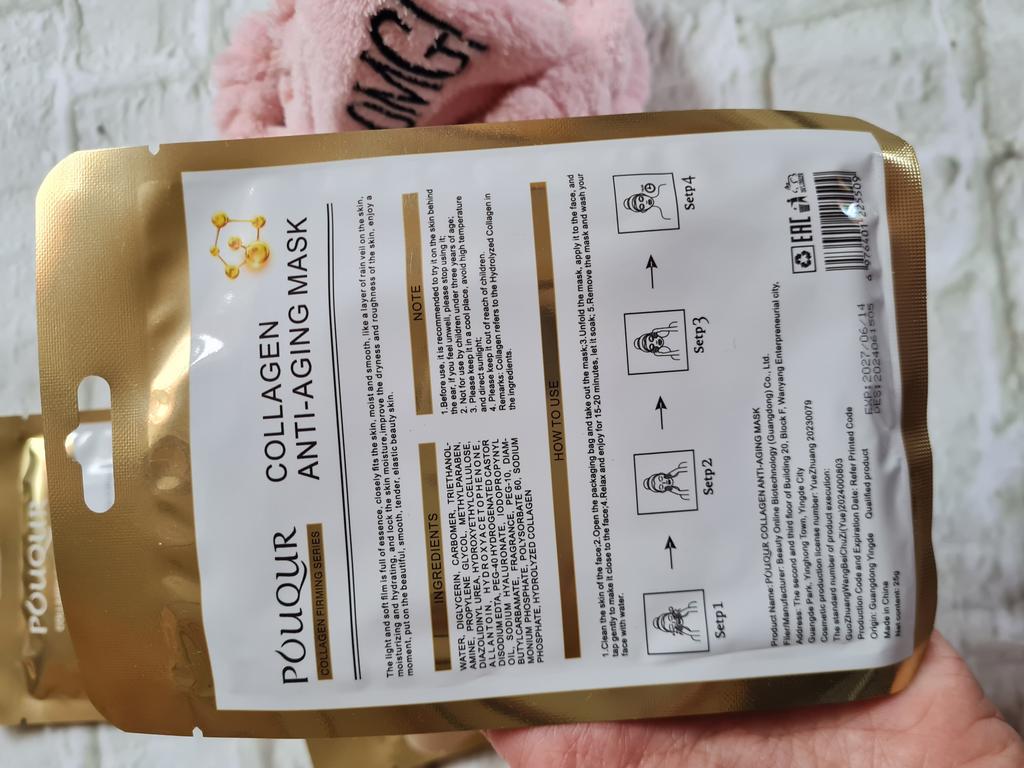 OMG!
POUQUR
POUQUR
COLLAGEN FIRMING SERIES
COLLAGEN
ANTI-AGING MASK
The light and soft film is full of essence, closely fits the skin, moist and smooth, like a layer of rain veil on the skin,
moisturizing and hydrating, and lock the skin moisture, improve the dryness and roughness of the skin, enjoy a
moment, put on the beautiful, smooth, tender, elastic beauty skin.
INGREDIENTS
WATER, DIGLYCERIN, CARBOMER, TRIETHANOL-
AMINE, PROPYLENE GLYCOL, METHYLPARABEN,
DIAZOLIDINYL UREA, HYDROXYETHYLCELLULOSE,
ALLANTOIN, HYDROXYACETOPHENONE,
DISODIUM EDTA, PEG-40 HYDROGENATED CASTOR
OIL, SODIUM HYALURONATE, IODOPROPYNYL
BUTYLCARBAMATE, FRAGRANCE, PEG-10, DIAM-
MONIUM PHOSPHATE, POLYSORBATE 60, SODIUM
PHOSPHATE, HYDROLYZED COLLAGEN
NOTE
1.Before use, it is recommended to try it on the skin behind
the ear, if you feel unwell, please stop using it;
2. Not for use by children under three years of age;
3. Please keep it in a cool place, avoid high temperature
and direct sunlight;
4. Please keep it out of reach of children.
Remarks: Collagen refers to the Hydrolyzed Collagen in
the ingredients.
HOW TO USE
1.Clean the skin of the face;2.Open the packaging bag and take out the mask;3.Unfold the mask, apply it to the face, and
tap gently to make it close to the face;4.Relax and enjoy for 15-20 minutes, let it soak; 5.Remove the mask and wash your
face with water.
Setp1
Setp2
Setp3
Setp4
Product Name:POUQUR COLLAGEN ANTI-AGING MASK
Filer/Manufacturer: Beauty Online Biotechnology (Guangdong) Co., Ltd.
Address: The second and third floor of Building 20, Block F, Wanyang Enterpreneurial city,
Guangde Park, Yinghong Town, Yingde City
Cosmetic production license number: YueZhuang 20230079
The standard number of product execution:
GuoZhuangWangBeiChuZi(Yue)2024000803
Production Code and Expiration Date: Refer Printed Code
Origin: Guangdong Yingde Qualified product
Made in China
Net content: 25g
EAC
EXP:2027/06/14
DES:2024061505